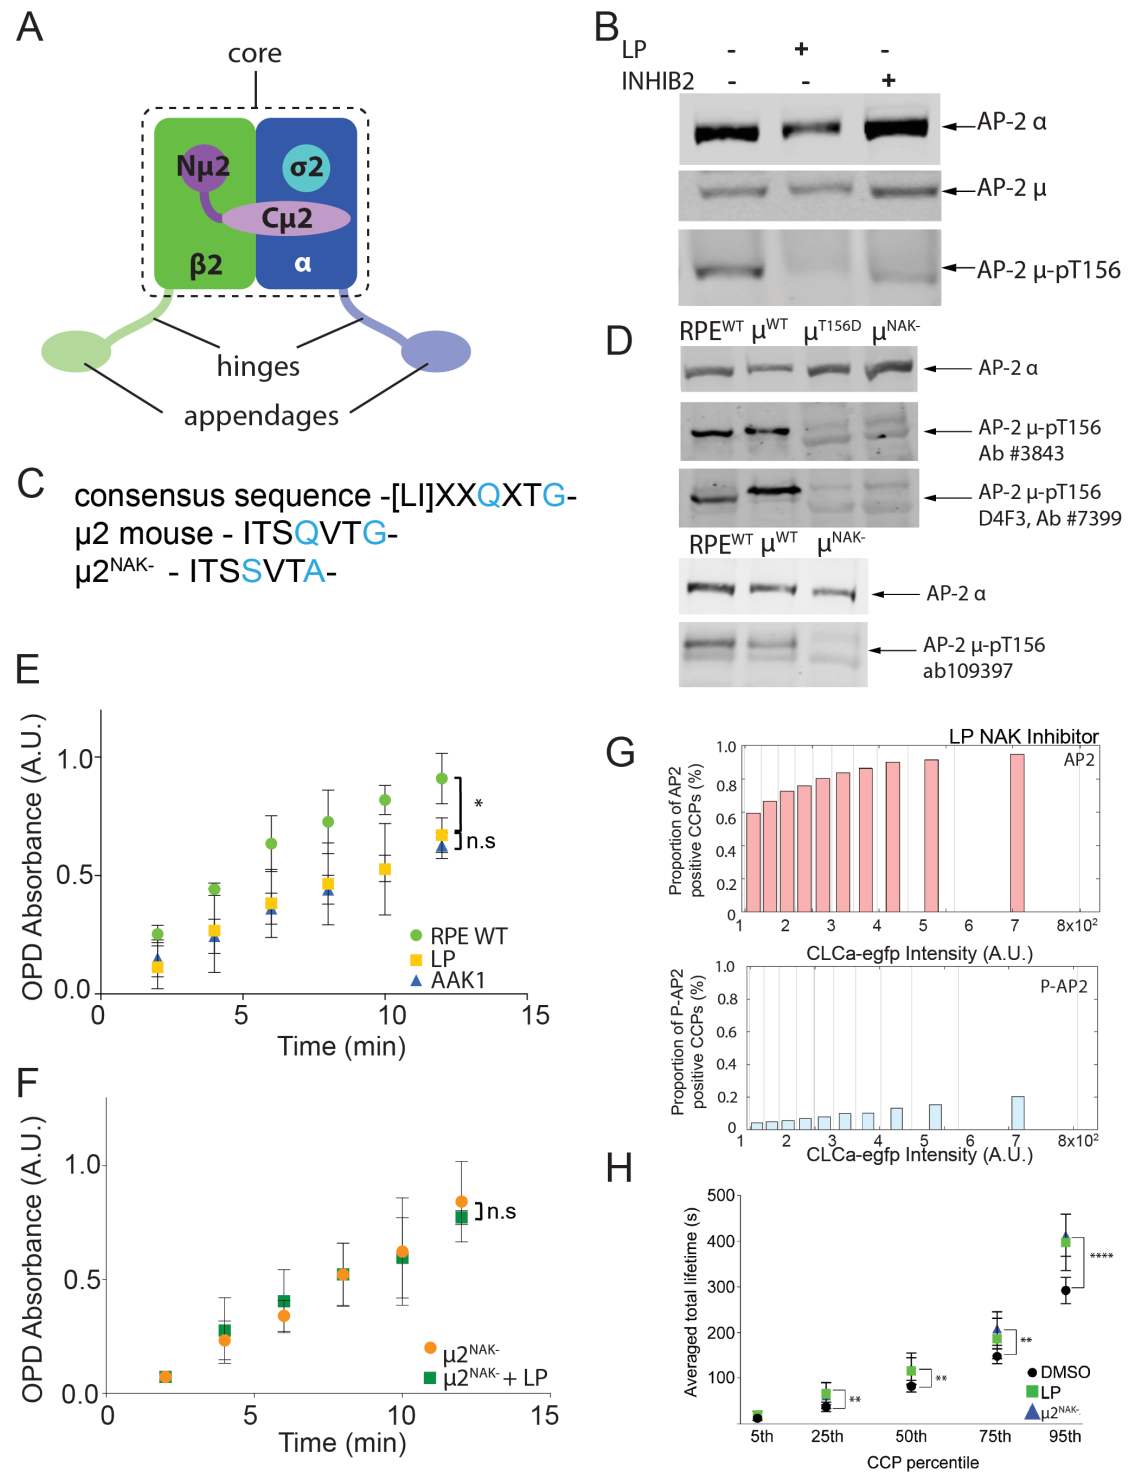 A
core
Nμ2
σ2
Cμ2
β2
α
hinges
appendages
B
LP - + -
INHIB2 - - +
AP-2 α
AP-2 μ
AP-2 μ-pT156
C
consensus sequence -[LI]XXQXTG-
μ2 mouse - ITSQVTG-
μ2NAK- - ITSSVTA-
D
RPEWT μWT μT156D μNAK-
AP-2 α
AP-2 μ-pT156
Ab #3843
AP-2 μ-pT156
D4F3, Ab #7399
RPEWT μWT μNAK-
AP-2 α
AP-2 μ-pT156
ab109397
E
OPD Absorbance (A.U.)
1.0
0.5
0.0
0 5 10 15
Time (min)
*
n.s
RPE WT
LP
AAK1
F
OPD Absorbance (A.U.)
1.0
0.5
0.0
0 5 10 15
Time (min)
n.s
μ2NAK-
μ2NAK- + LP
G
LP NAK Inhibitor
AP2
Proportion of AP2
positive CCPs (%)
1.0
0.8
0.6
0.4
0.2
0
1 2 3 4 5 6 7 8x102
CLCa-egfp Intensity (A.U.)
P-AP2
Proportion of P-AP2
positive CCPs (%)
1.0
0.8
0.6
0.4
0.2
0
1 2 3 4 5 6 7 8x102
CLCa-egfp Intensity (A.U.)
H
Averaged total lifetime (s)
500
400
300
200
100
**
**
**
****
DMSO
LP
μ2NAK-
5th 25th 50th 75th 95th
CCP percentile